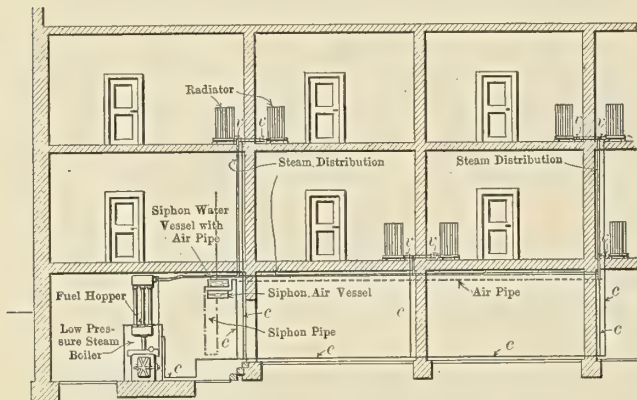 Radiator
v
c
v
c
Steam Distribution
Steam Distribution
Siphon Water
Vessel with
Air Pipe
v
v
v
v
Fuel Hopper
Siphon Air Vessel
Air Pipe
c
Low Pres-
sure Steam
Boiler
Siphon Pipe
c
c
c
c
c
c
c
c